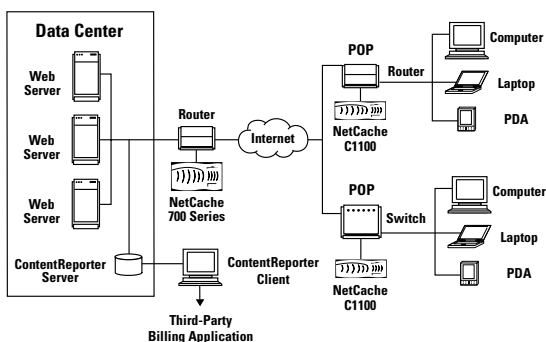 Data Center
Web
Server
Web
Server
Web
Server
ContentReporter
Server
Router
NetCache
700 Series
Internet
ContentReporter
Client
Third-Party
Billing Application
POP
Router
NetCache
C1100
Computer
Laptop
PDA
POP
Switch
NetCache
C1100
Computer
Laptop
PDA